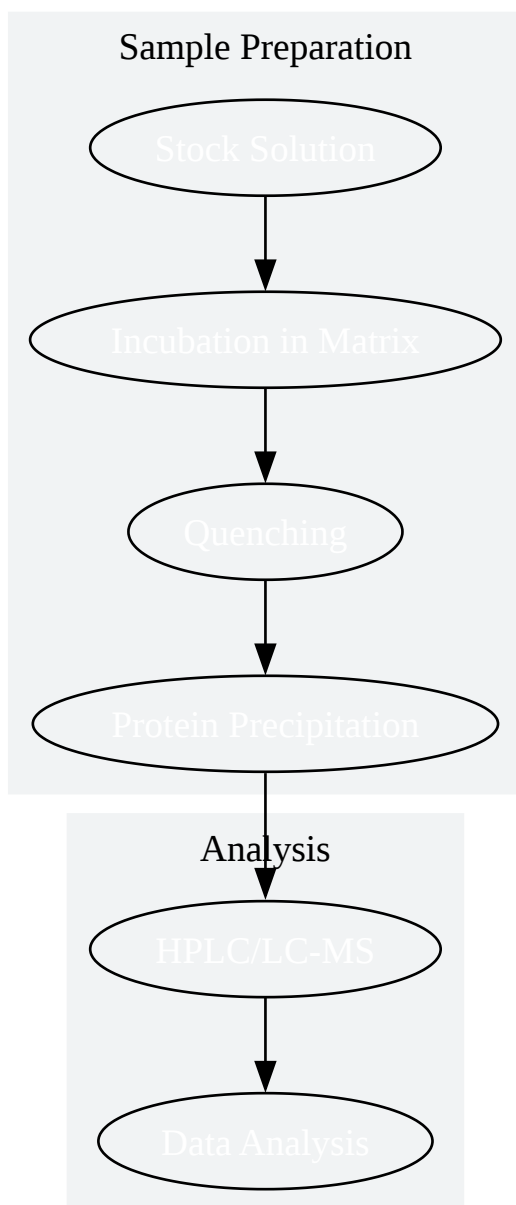 Sample Preparation
Stock Solution
Incubation in Matrix
Quenching
Protein Precipitation
Analysis
HPLC/LC-MS
Data Analysis